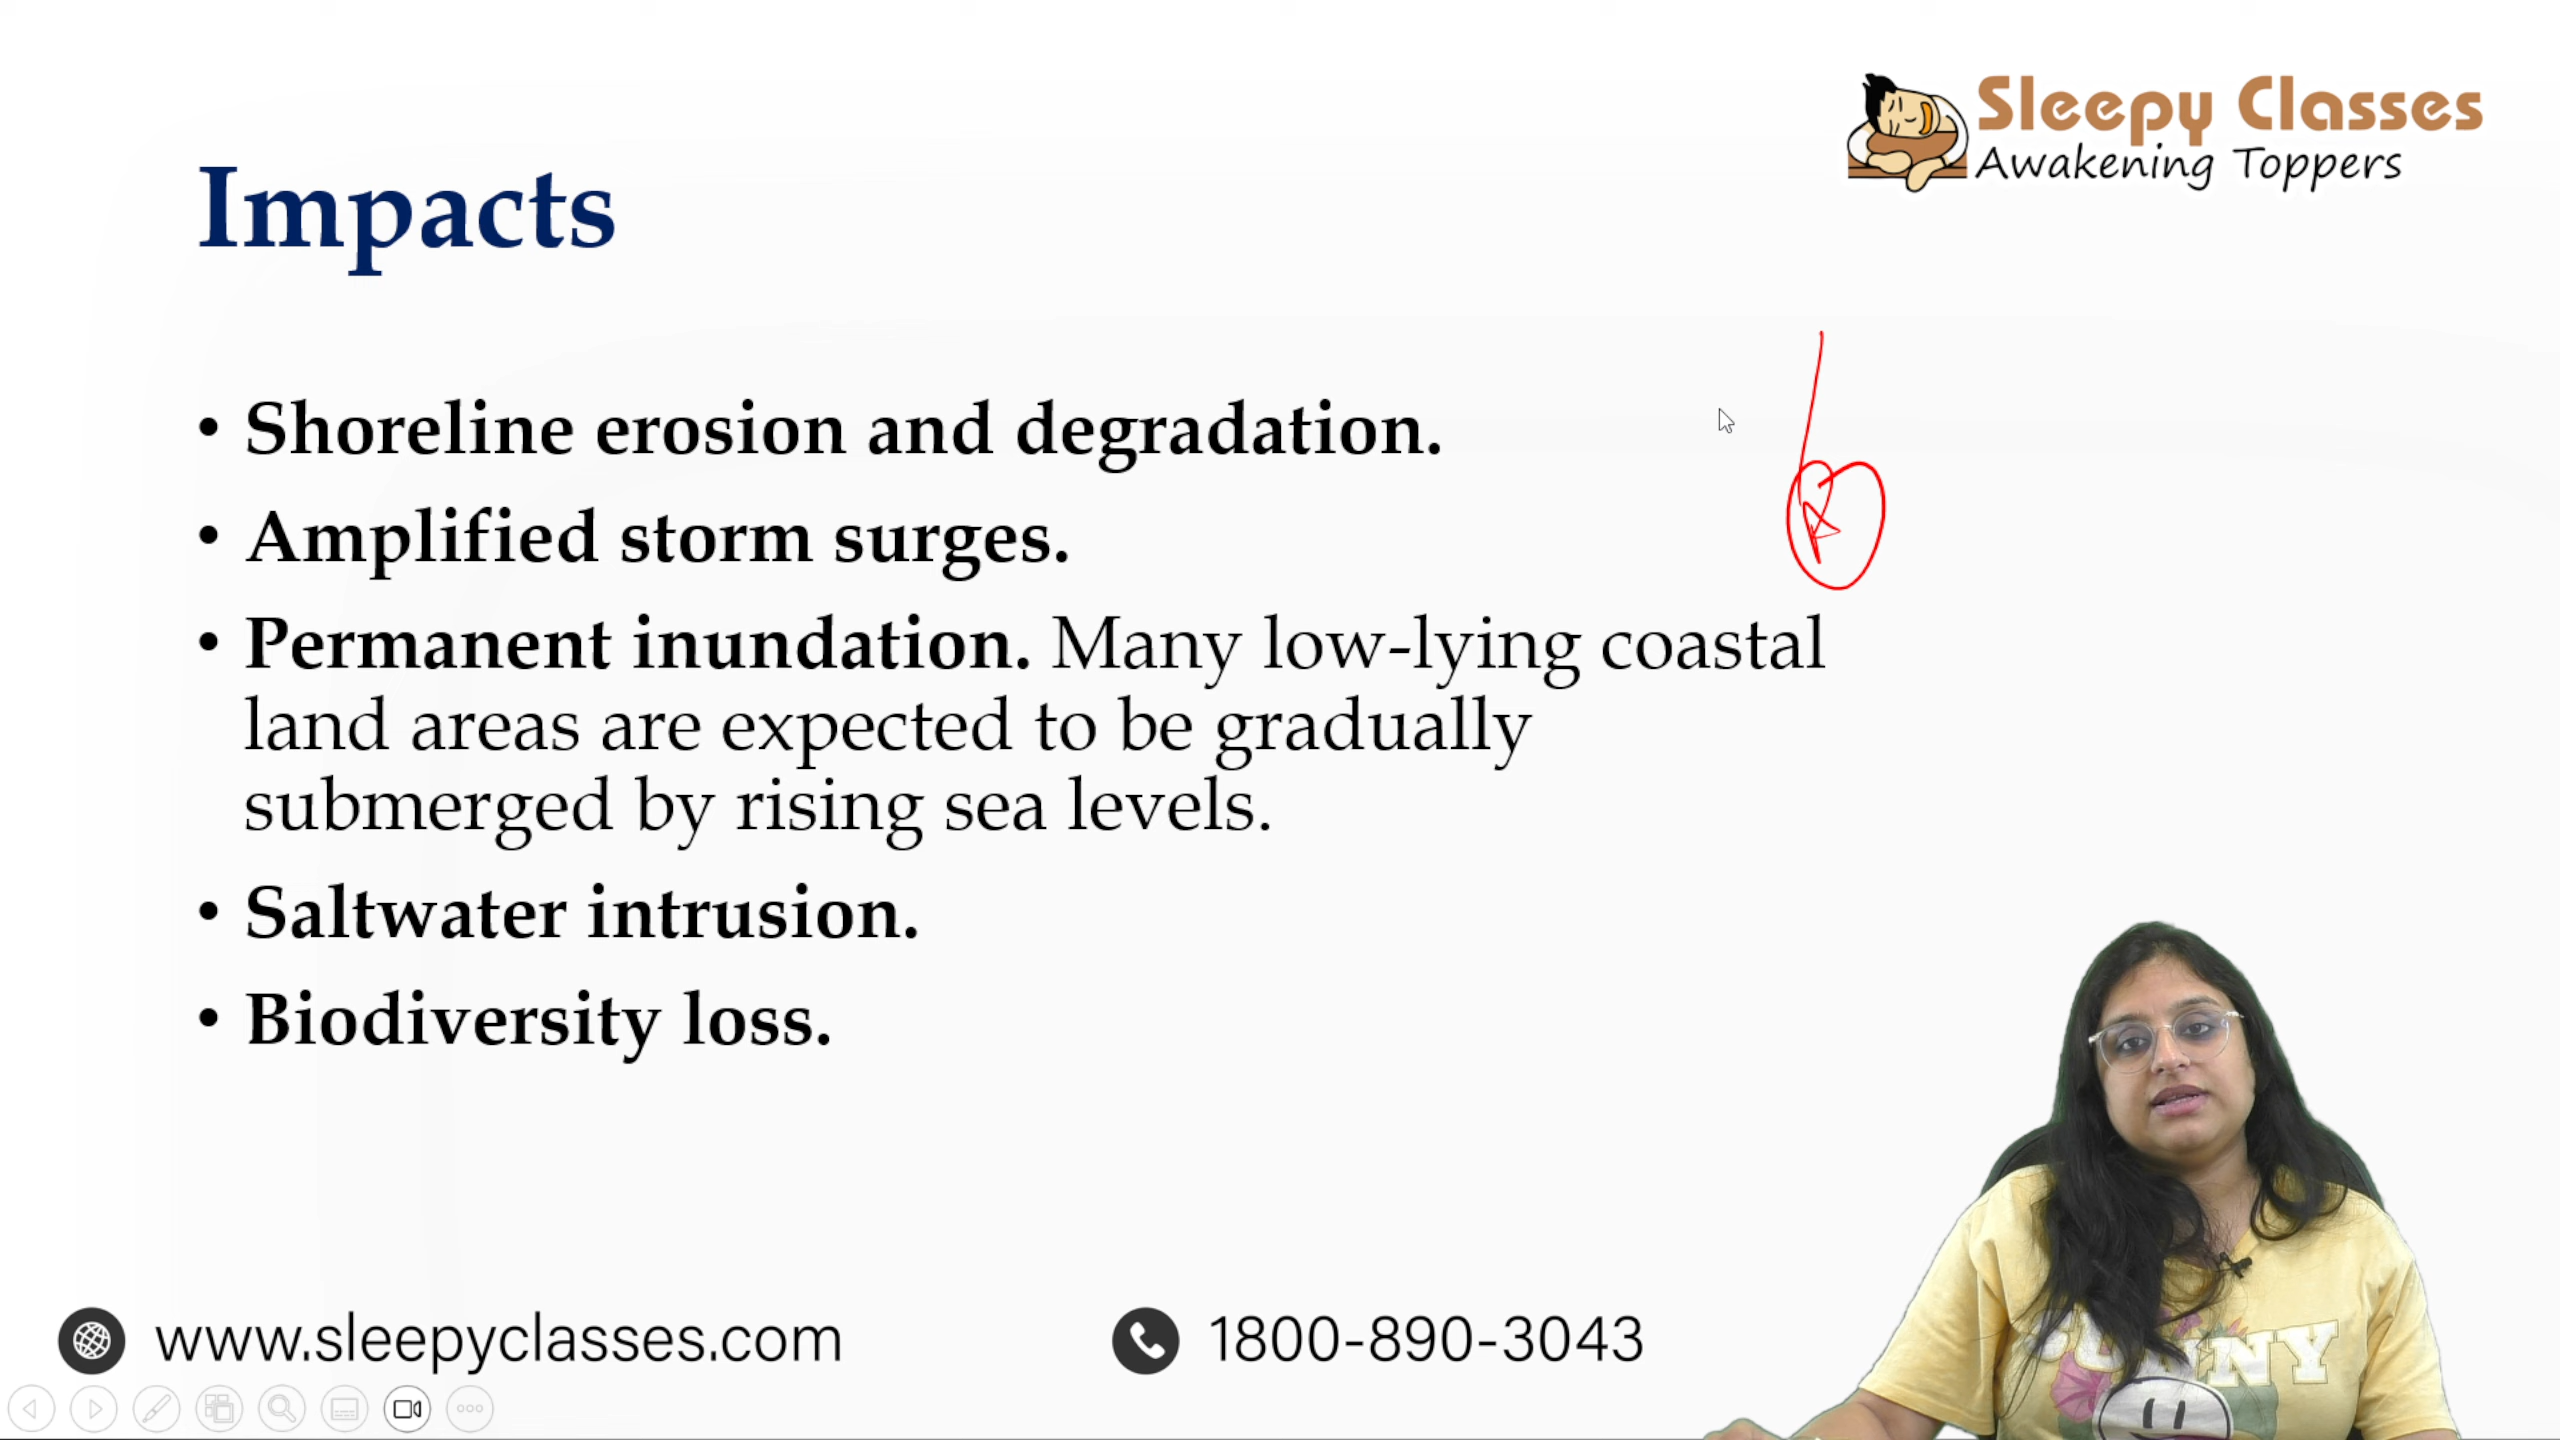 Sleepy Classes
Awakening Toppers
Impacts
• Shoreline erosion and degradation.
• Amplified storm surges.
• Permanent inundation. Many low-lying coastal
land areas are expected to be gradually
submerged by rising sea levels.
• Saltwater intrusion.
• Biodiversity loss.
www.sleepyclasses.com
1800-890-3043